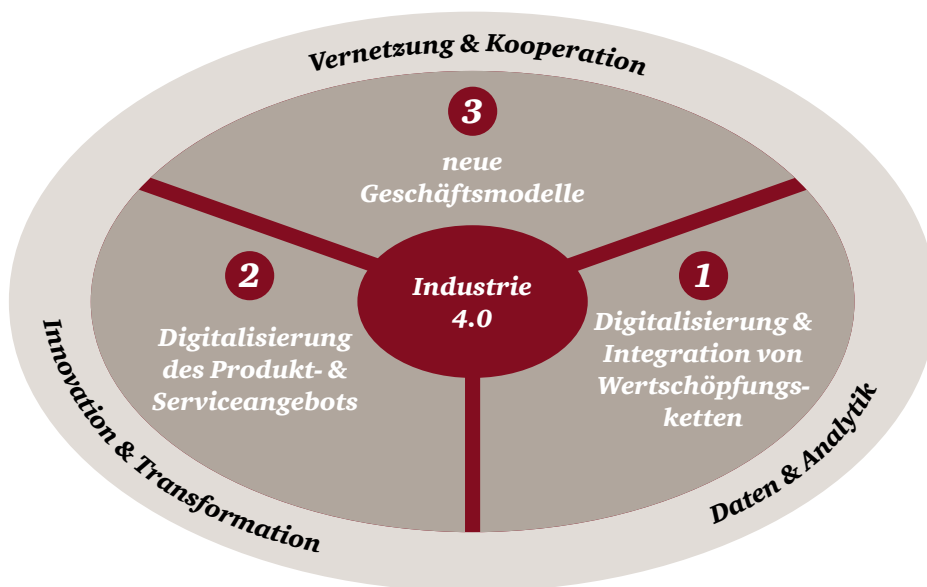 Vernetzung & Kooperation
3
neue
Geschäftsmodelle
2
Digitalisierung
des Produkt- &
Serviceangebots
Industrie
4.0
1
Digitalisierung &
Integration von
Wertschöpfungs-
ketten
Innovation & Transformation
Daten & Analytik